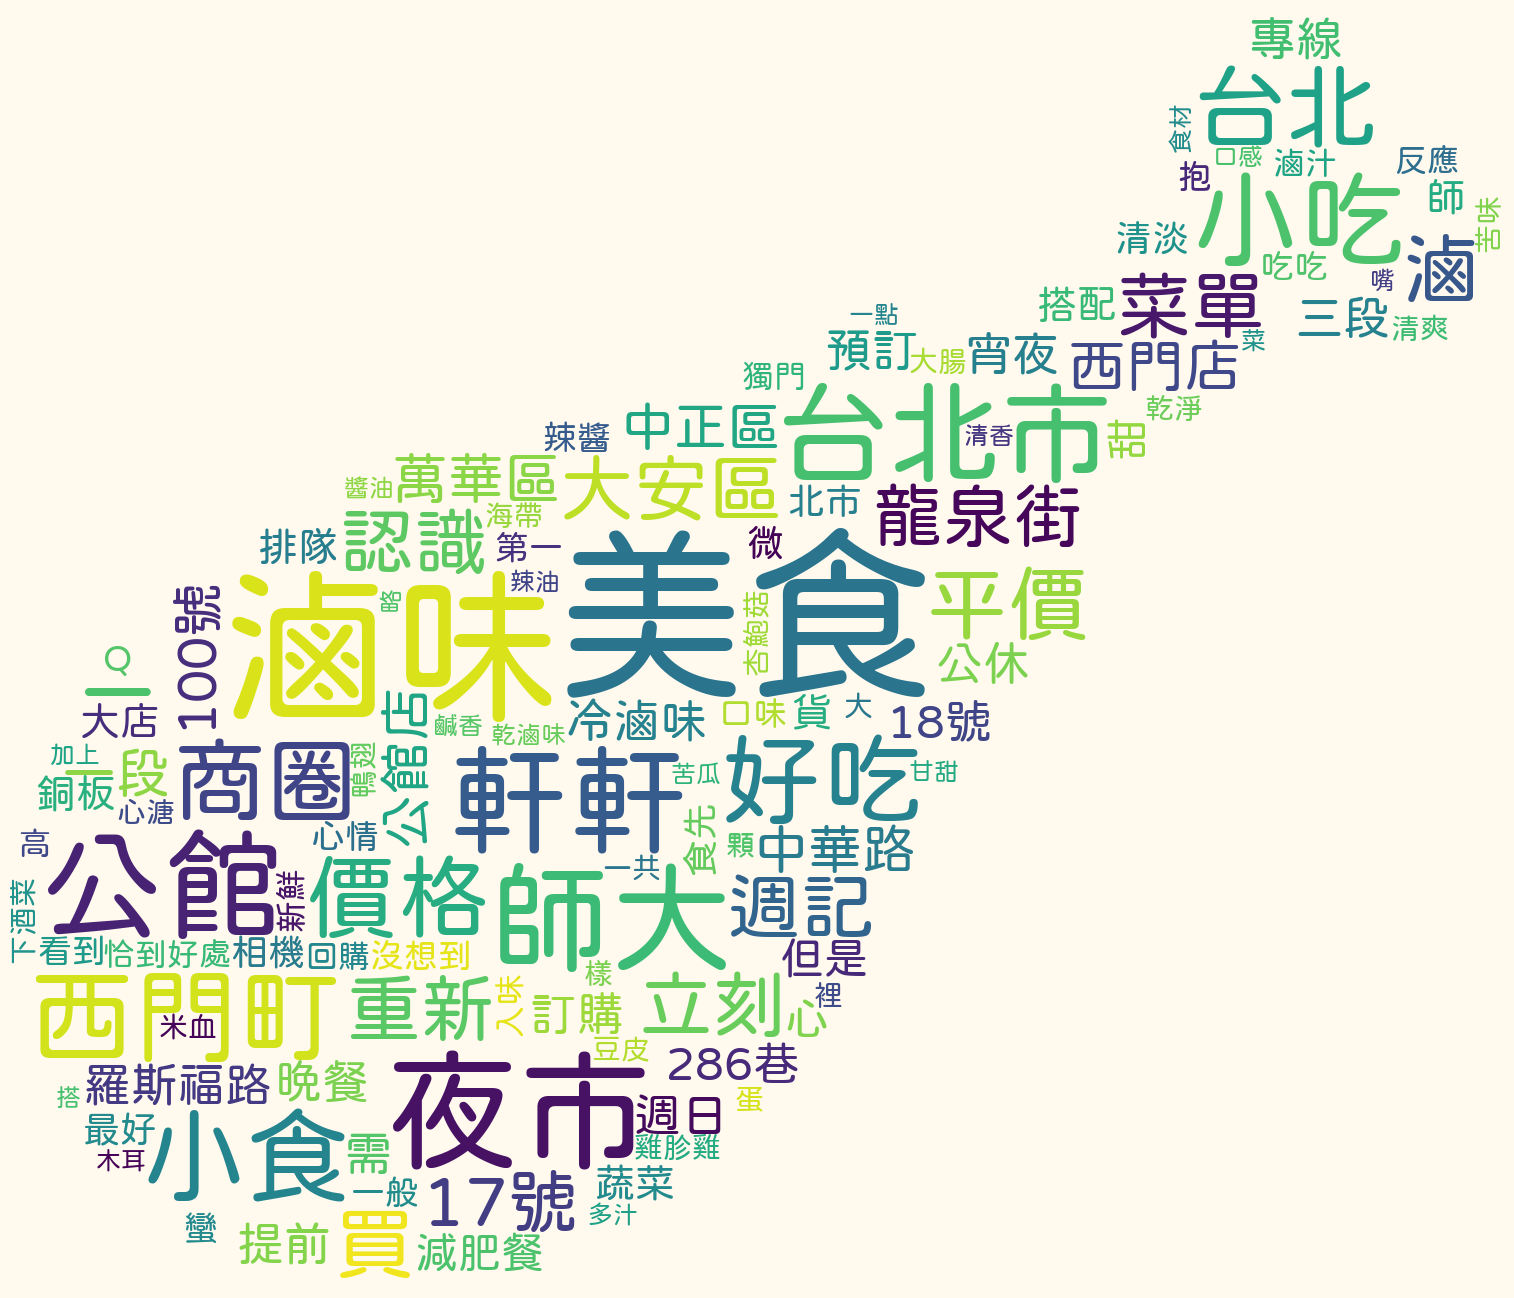 專線
台北
食材
口感
滷汁
反應
抱
小吃
師
苦味
清淡
吃吃
滷
嘴
搭配
菜單
三段
清爽
一點
預訂
大腸
宵夜
西門店
菜
獨門
台北市
乾淨
辣醬
中正區
清香
甜
萬華區
大安區
醬油
北市
龍泉街
海帶
認識
排隊
第一
美食
微
滷味
辣油
略
平價
100號
杏鮑菇
公休
Q
一
大店
公館店
鹹香
乾滷味
冷滷味
口味
貨
大
18號
加上
一段
商圈
鴨翅
軒軒
苦瓜
好吃
甘甜
銅板
心溏
心情
食先
顆
中華路
高
公館
新鮮
價格
一共
師大
週記
下酒菜
看到
恰到好處
相機
回購
沒想到
但是
西門町
米血
重新
入味
樣
訂購
立刻
心
裡
豆皮
286巷
羅斯福路
晚餐
夜市
蛋
搭
週日
最好
小食
需
雞胗雞
木耳
一般
17號
蔬菜
多汁
蠻
提前
買
減肥餐